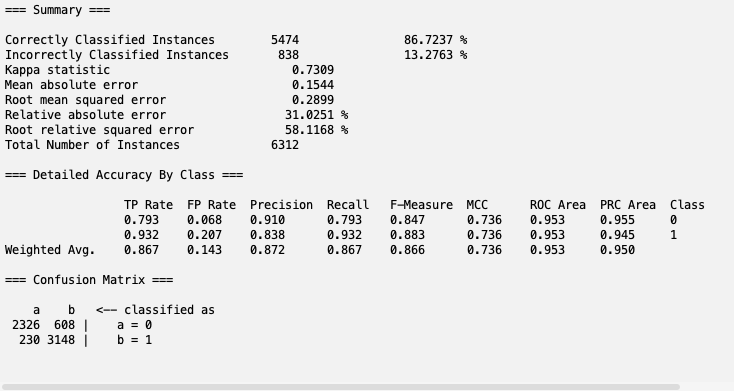 === Summary ===
Correctly Classified Instances 5474 86.7237 %
Incorrectly Classified Instances 838 13.2763 %
Kappa statistic 0.7309
Mean absolute error 0.1544
Root mean squared error 0.2899
Relative absolute error 31.0251 %
Root relative squared error 58.1168 %
Total Number of Instances 6312
=== Detailed Accuracy By Class ===
TP Rate FP Rate Precision Recall F-Measure MCC ROC Area PRC Area Class
0.793 0.068 0.910 0.793 0.847 0.736 0.953 0.955 0
0.932 0.207 0.838 0.932 0.883 0.736 0.953 0.945 1
Weighted Avg. 0.867 0.143 0.872 0.867 0.866 0.736 0.953 0.950
=== Confusion Matrix ===
a b <-- classified as
2326 608 | a = 0
230 3148 | b = 1